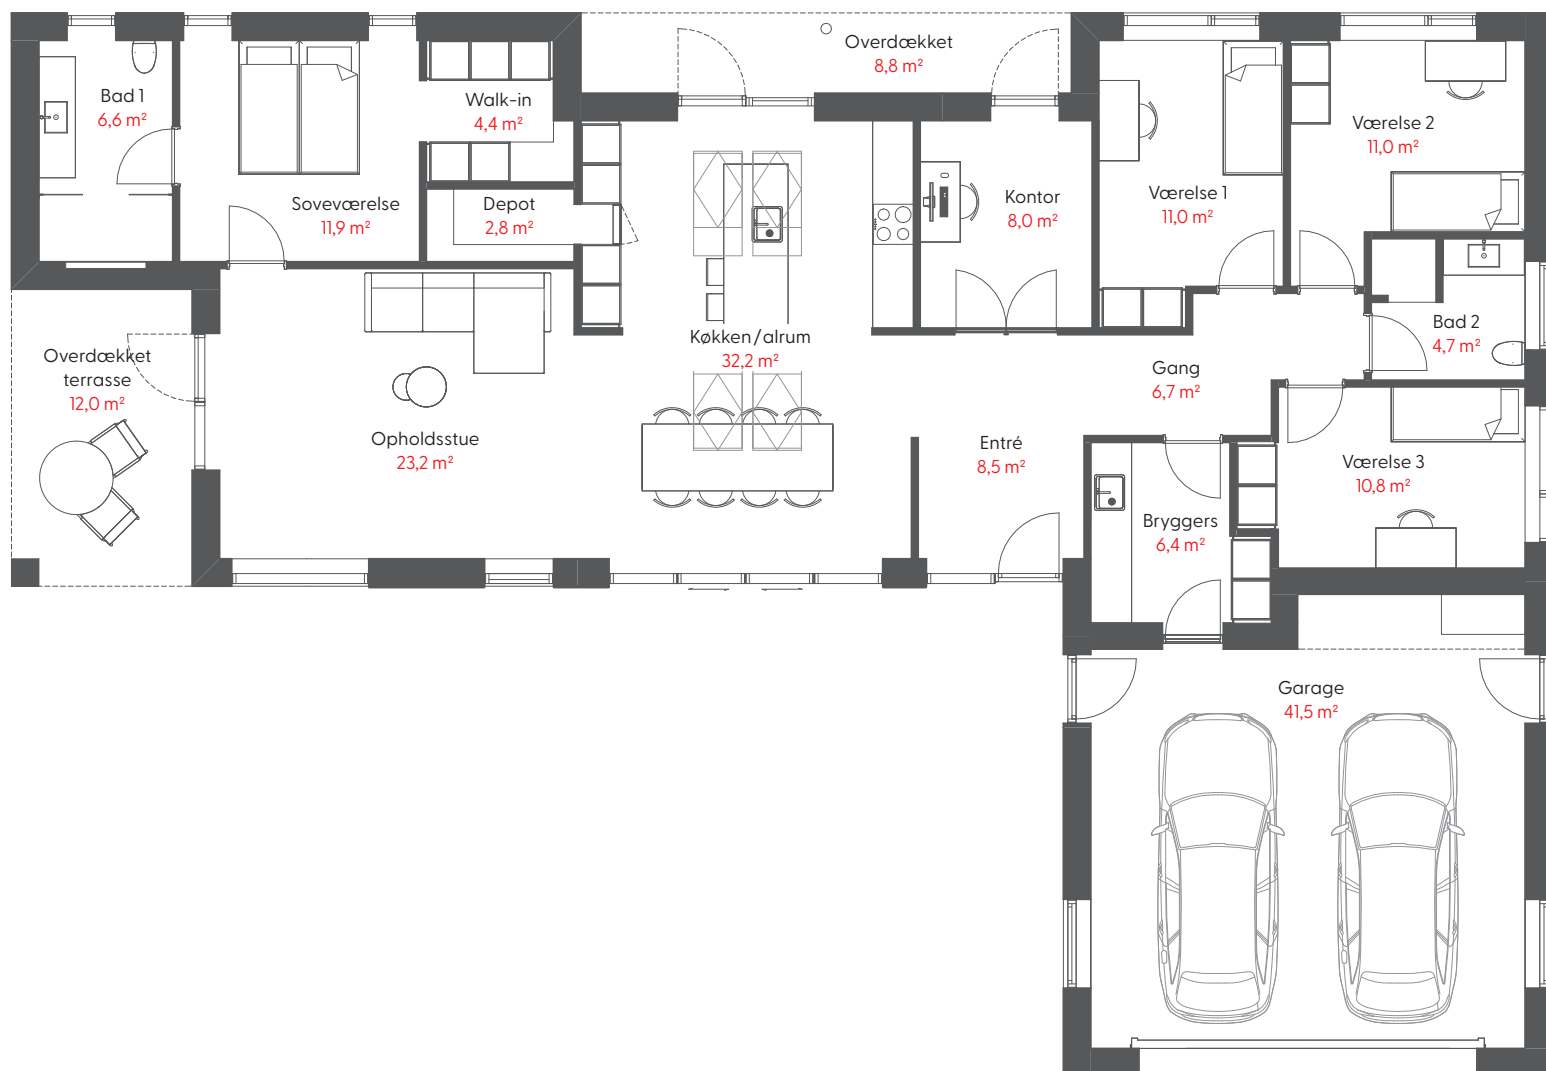 Overdækket
8,8 m²
Bad 1
6,6 m²
Walk-in
4,4 m²
Værelse 2
11,0 m²
Soveværelse
11,9 m²
Depot
2,8 m²
Kontor
8,0 m²
Værelse 1
11,0 m²
Køkken/alrum
32,2 m²
Bad 2
4,7 m²
Overdækket
terrasse
12,0 m²
Gang
6,7 m²
Opholdsstue
23,2 m²
Entré
8,5 m²
Værelse 3
10,8 m²
Bryggers
6,4 m²
Garage
41,5 m²